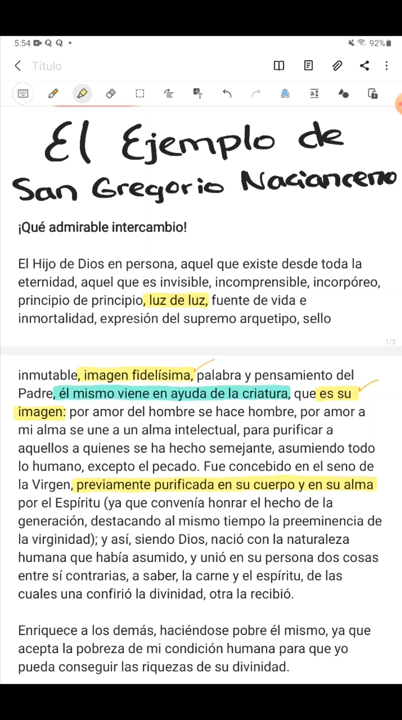 5:54
92%
Título
El Ejemplo de
San Gregorio Nacianceno
¡Qué admirable intercambio!
El Hijo de Dios en persona, aquel que existe desde toda la
eternidad, aquel que es invisible, incomprensible, incorpóreo,
principio de principio, luz de luz, fuente de vida e
inmortalidad, expresión del supremo arquetipo, sello
1/3
inmutable, imagen fidelísima, palabra y pensamiento del
Padre, él mismo viene en ayuda de la criatura, que es su
imagen: por amor del hombre se hace hombre, por amor a
mi alma se une a un alma intelectual, para purificar a
aquellos a quienes se ha hecho semejante, asumiendo todo
lo humano, excepto el pecado. Fue concebido en el seno de
la Virgen, previamente purificada en su cuerpo y en su alma
por el Espíritu (ya que convenía honrar el hecho de la
generación, destacando al mismo tiempo la preeminencia de
la virginidad); y así, siendo Dios, nació con la naturaleza
humana que había asumido, y unió en su persona dos cosas
entre sí contrarias, a saber, la carne y el espíritu, de las
cuales una confirió la divinidad, otra la recibió.
Enriquece a los demás, haciéndose pobre él mismo, ya que
acepta la pobreza de mi condición humana para que yo
pueda conseguir las riquezas de su divinidad.